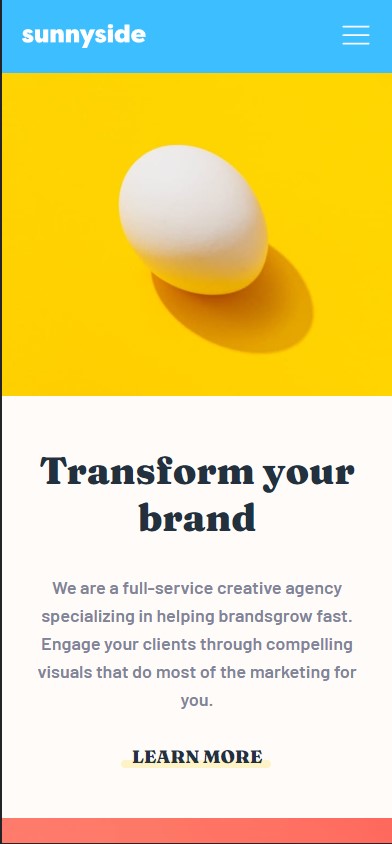 sunnyside
Transform your
brand
We are a full-service creative agency
specializing in helping brandsgrow fast.
Engage your clients through compelling
visuals that do most of the marketing for
you.
LEARN MORE